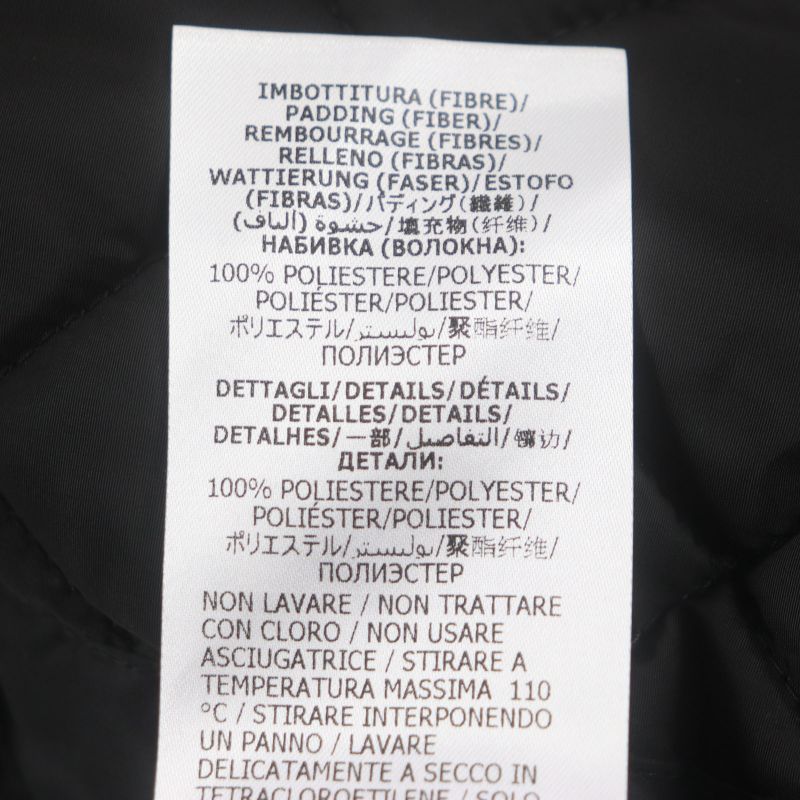 IMBOTTITURA (FIBRE)/
PADDING (FIBER)/
REMBOURRAGE (FIBRES)/
RELLENO (FIBRAS)/
WATTIERUNG (FASER)/ESTOFO
(FIBRAS)/パディング(繊維)/
حشوة (الياف)/填充物(纤维)/
НАБИВКА (ВОЛОКНА):
100% POLIESTERE/POLYESTER/
POLIÉSTER/POLIESTER/
ポリエステル/بوليستر/聚酯纤维/
ПОЛИЭСТЕР
DETTAGLI/DETAILS/DÉTAILS/
DETALLES/DETAILS/
DETALHES/一部/التفاصيل/镶边/
ДЕТАЛИ:
100% POLIESTERE/POLYESTER/
POLIÉSTER/POLIESTER/
ポリエステル/بوليستر/聚酯纤维/
ПОЛИЭСТЕР
NON LAVARE / NON TRATTARE
CON CLORO / NON USARE
ASCIUGATRICE / STIRARE A
TEMPERATURA MASSIMA 110
°C / STIRARE INTERPONENDO
UN PANNO / LAVARE
DELICATAMENTE A SECCO IN
TETRACLOROETILENE / SOLO